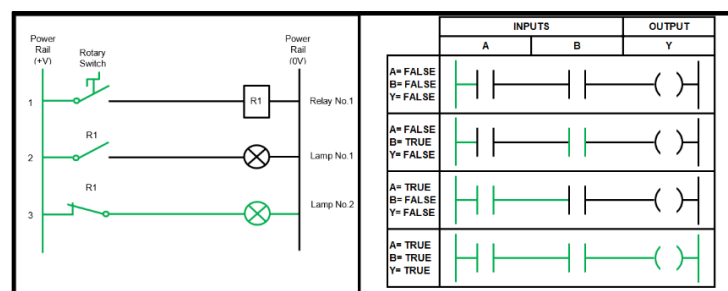 Power
Rail
(+V)
Rotary
Switch
Power
Rail
(0V)
1
R1
Relay No.1
R1
2
Lamp No.1
R1
3
Lamp No.2
INPUTS
OUTPUT
A
B
Y
A= FALSE
B= FALSE
Y= FALSE
A= FALSE
B= TRUE
Y= FALSE
A= TRUE
B= FALSE
Y= FALSE
A= TRUE
B= TRUE
Y= TRUE